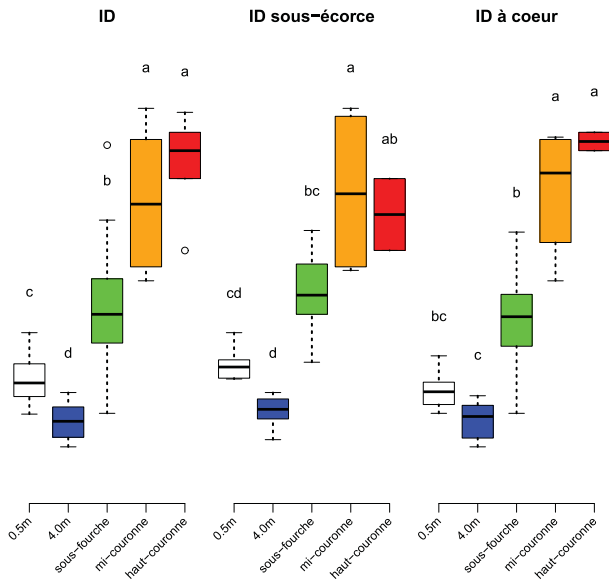 ID
ID sous−écorce
ID à coeur
a
a
b
c
d
a
ab
bc
cd
d
a
a
b
bc
c
0.5m
4.0m
sous−fourche
mi−couronne
haut−couronne
0.5m
4.0m
sous−fourche
mi−couronne
haut−couronne
0.5m
4.0m
sous−fourche
mi−couronne
haut−couronne